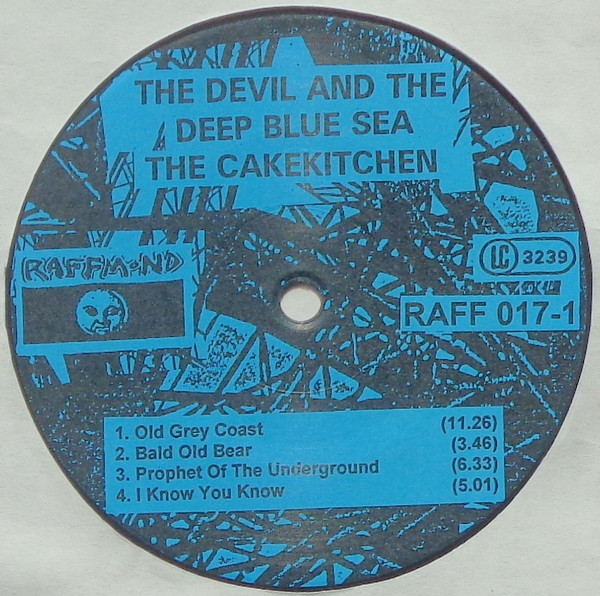 THE DEVIL AND THE
DEEP BLUE SEA
THE CAKEKITCHEN
RAFFMOND
LC 3239
RAFF 017-1
1. Old Grey Coast (11.26)
2. Bald Old Bear (3.46)
3. Prophet Of The Underground (6.33)
4. I Know You Know (5.01)